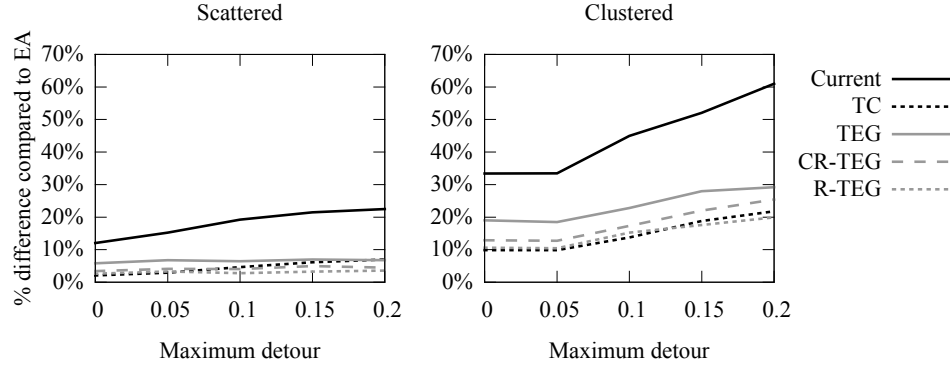 Scattered
Clustered
% difference compared to EA
70%
60%
50%
40%
30%
20%
10%
0%
0 0.05 0.1 0.15 0.2
Maximum detour
70%
60%
50%
40%
30%
20%
10%
0%
0 0.05 0.1 0.15 0.2
Maximum detour
Current
TC
TEG
CR-TEG
R-TEG